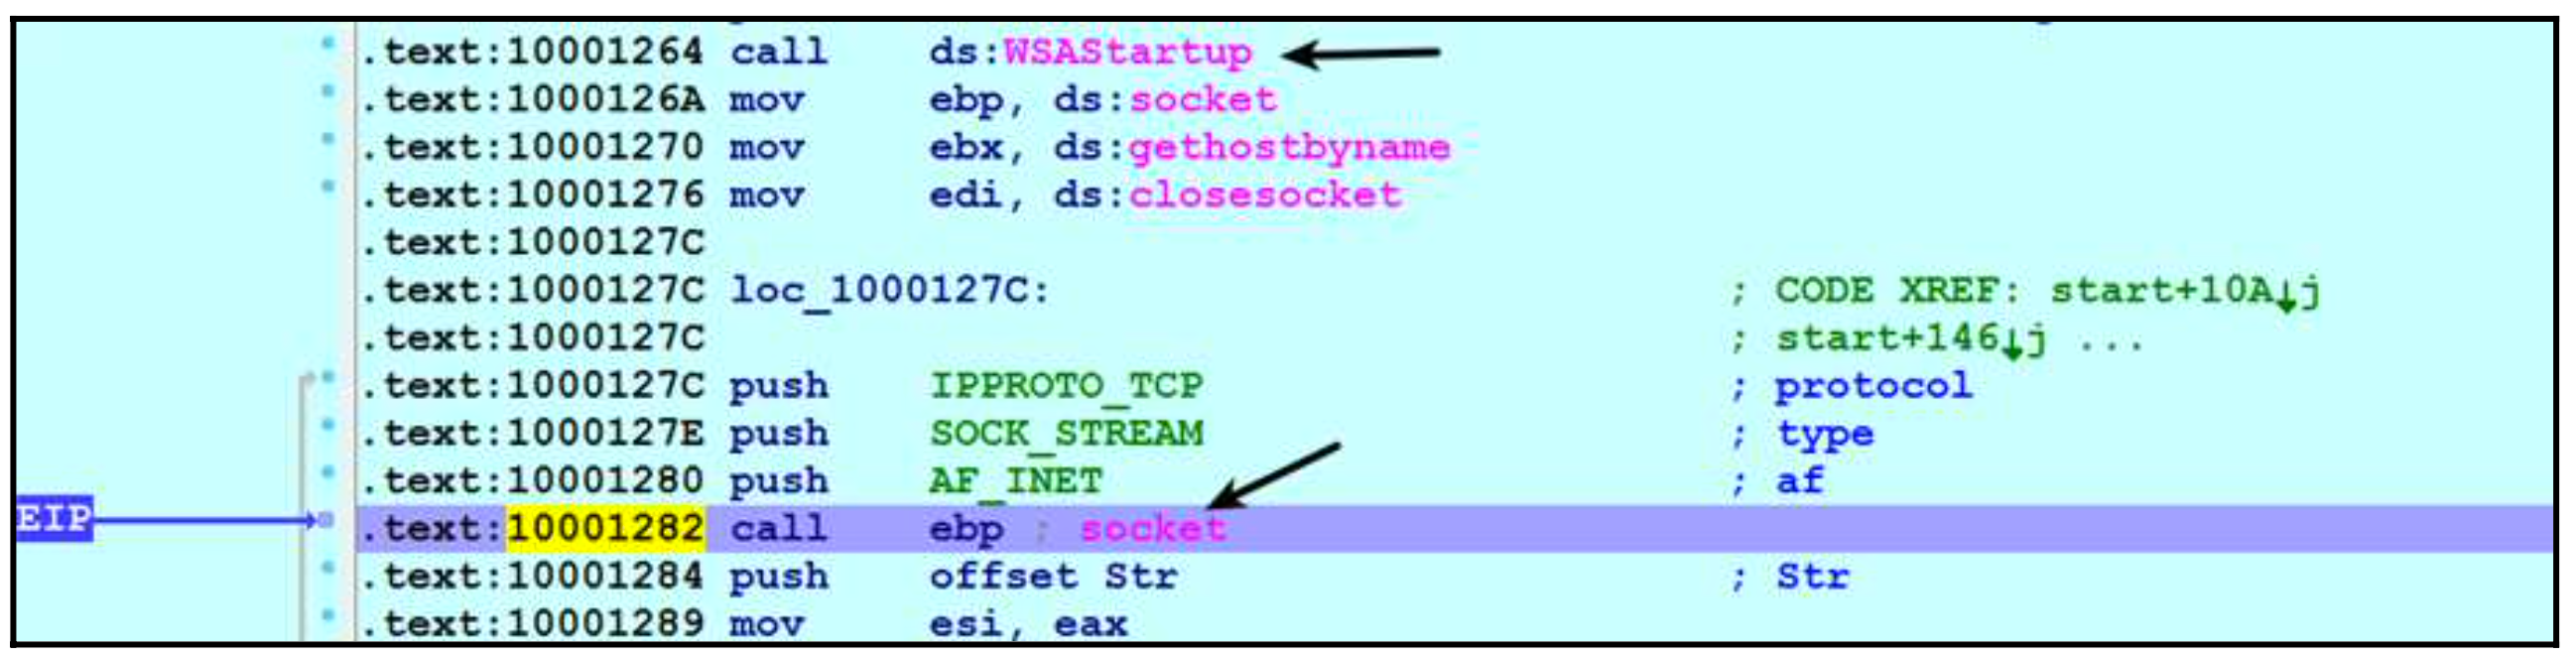 .text:10001264 call ds:WSAStartup
.text:1000126A mov ebp, ds:socket
.text:10001270 mov ebx, ds:gethostbyname
.text:10001276 mov edi, ds:closesocket
.text:1000127C
.text:1000127C loc_1000127C: ; CODE XREF: start+10A↓j
.text:1000127C ; start+146↓j ...
.text:1000127C push IPPROTO_TCP ; protocol
.text:1000127E push SOCK_STREAM ; type
.text:10001280 push AF_INET ; af
EIP .text:10001282 call ebp ; socket
.text:10001284 push offset Str ; Str
.text:10001289 mov esi, eax